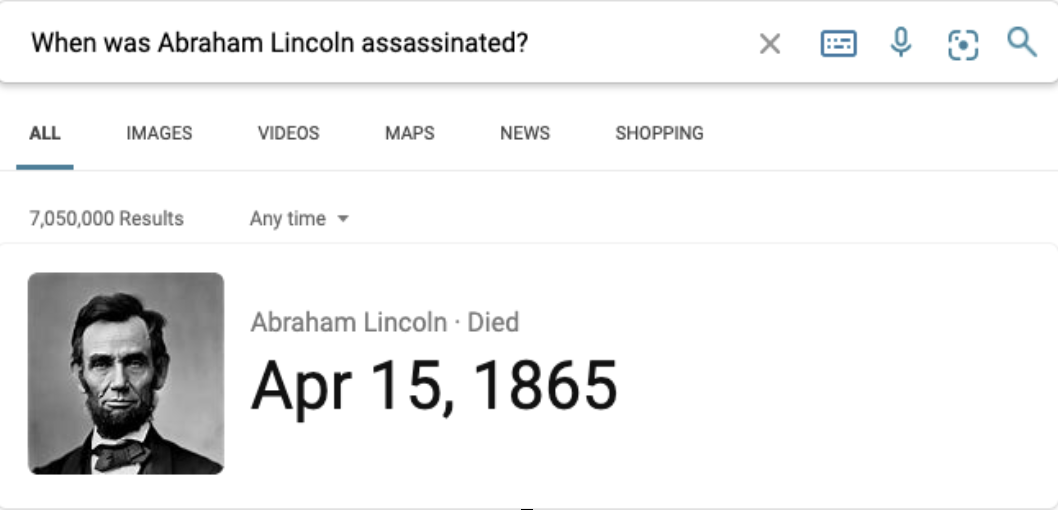 When was Abraham Lincoln assassinated?
ALL IMAGES VIDEOS MAPS NEWS SHOPPING
7,050,000 Results Any time
Abraham Lincoln · Died
Apr 15, 1865